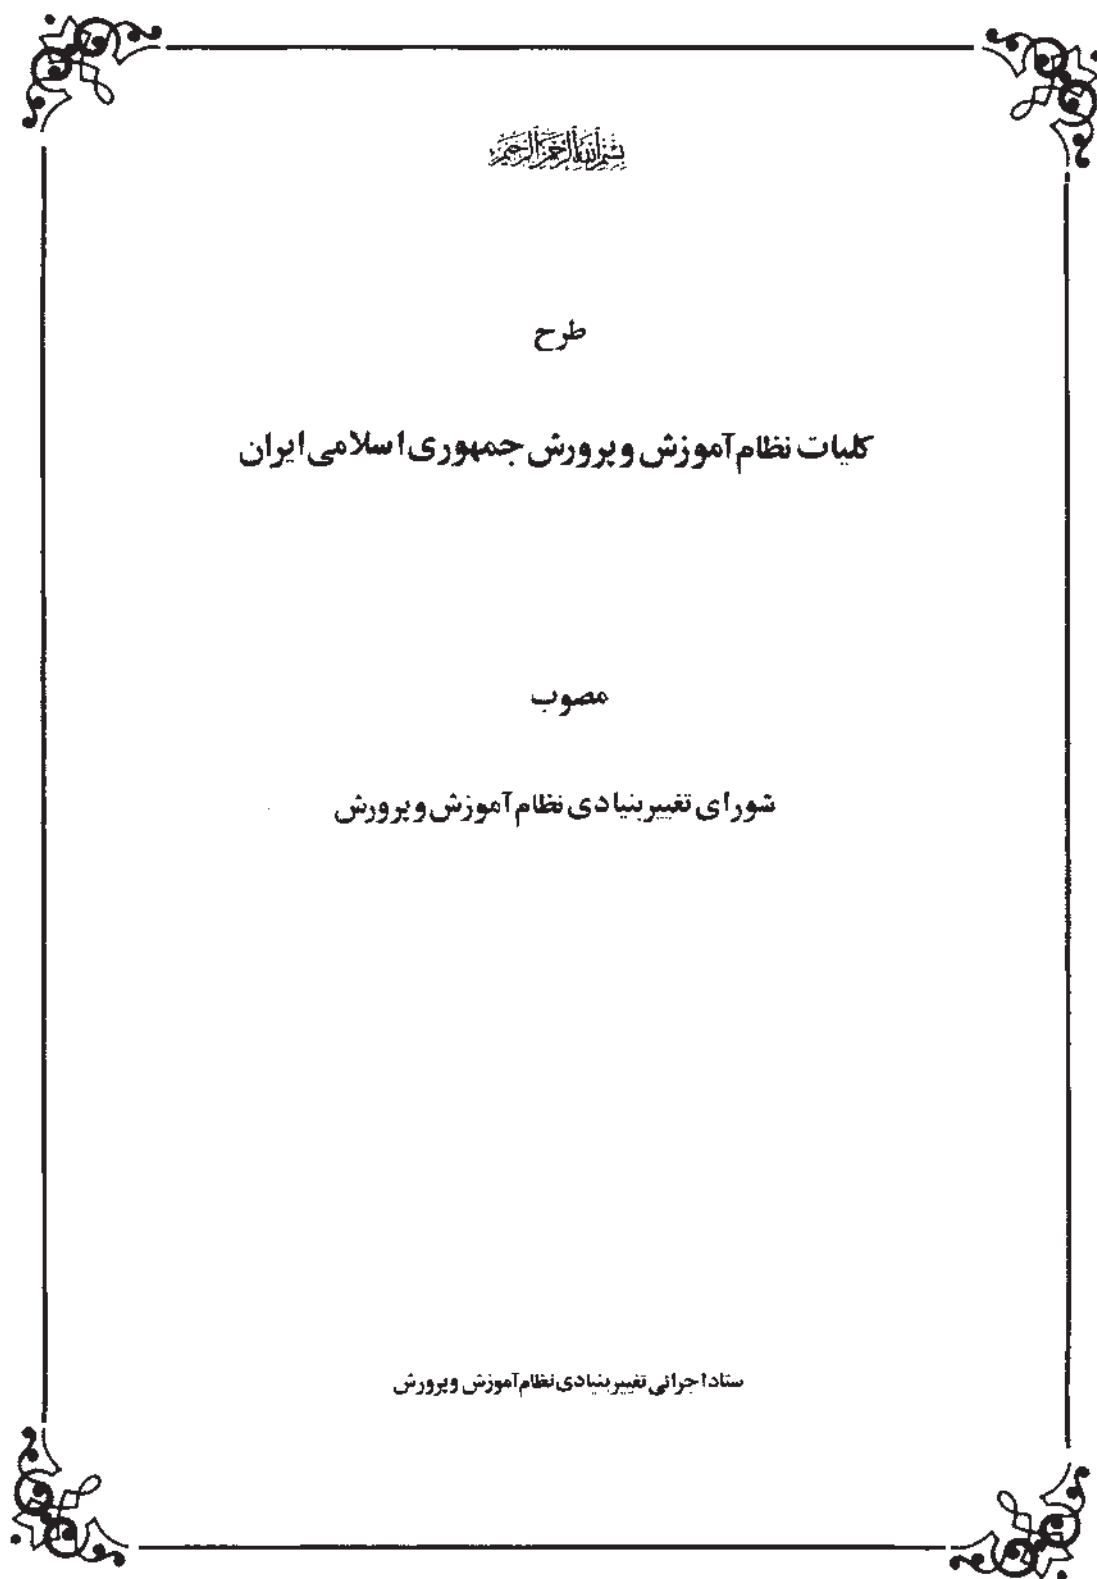 بسم الله الرحمن الرحیم
طرح
کلیات نظام آموزش و پرورش جمهوری اسلامی ایران
مصوب
شورای تغییر بنیادی نظام آموزش و پرورش
ستاد اجرائی تغییر بنیادی نظام آموزش و پرورش